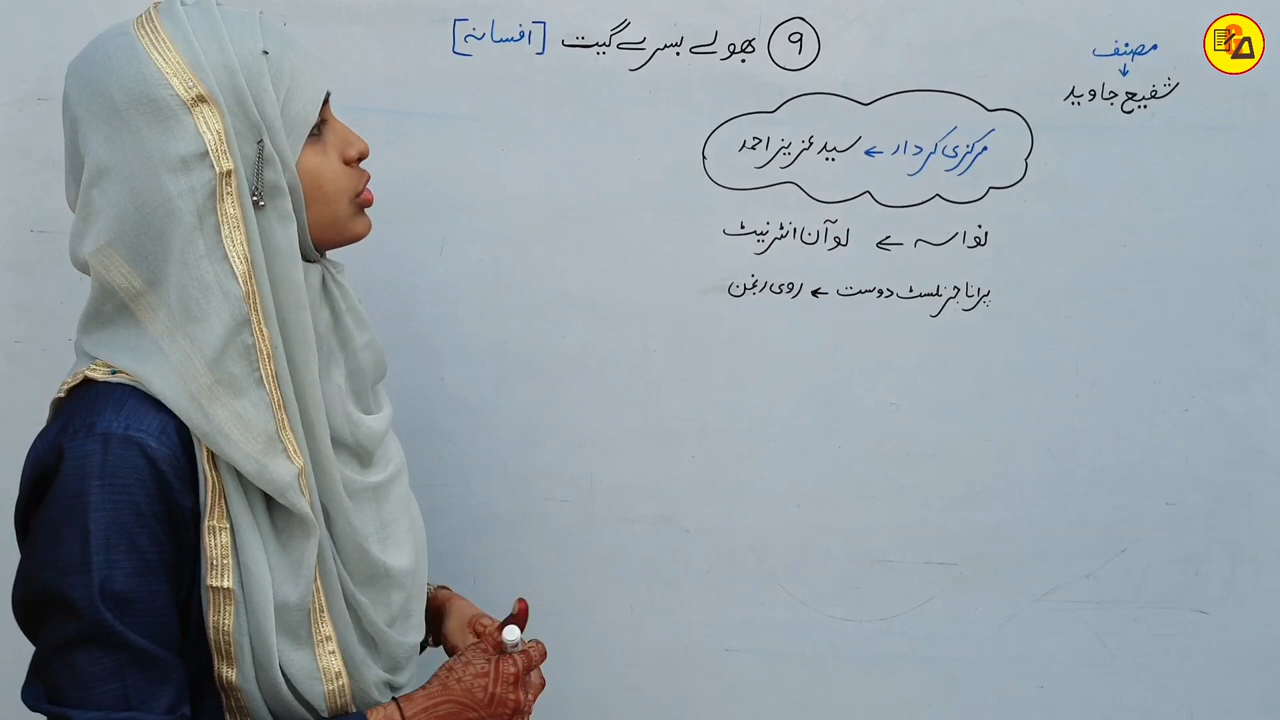 ۹ بھولے بسرے گیت [افسانہ]
مصنف
↓
شفیع جاوید
مرکزی کردار ← سید عزیز احمد
نواسہ ← لو آن انٹرنیٹ
پرانا جرنلسٹ دوست ← روی رنجن